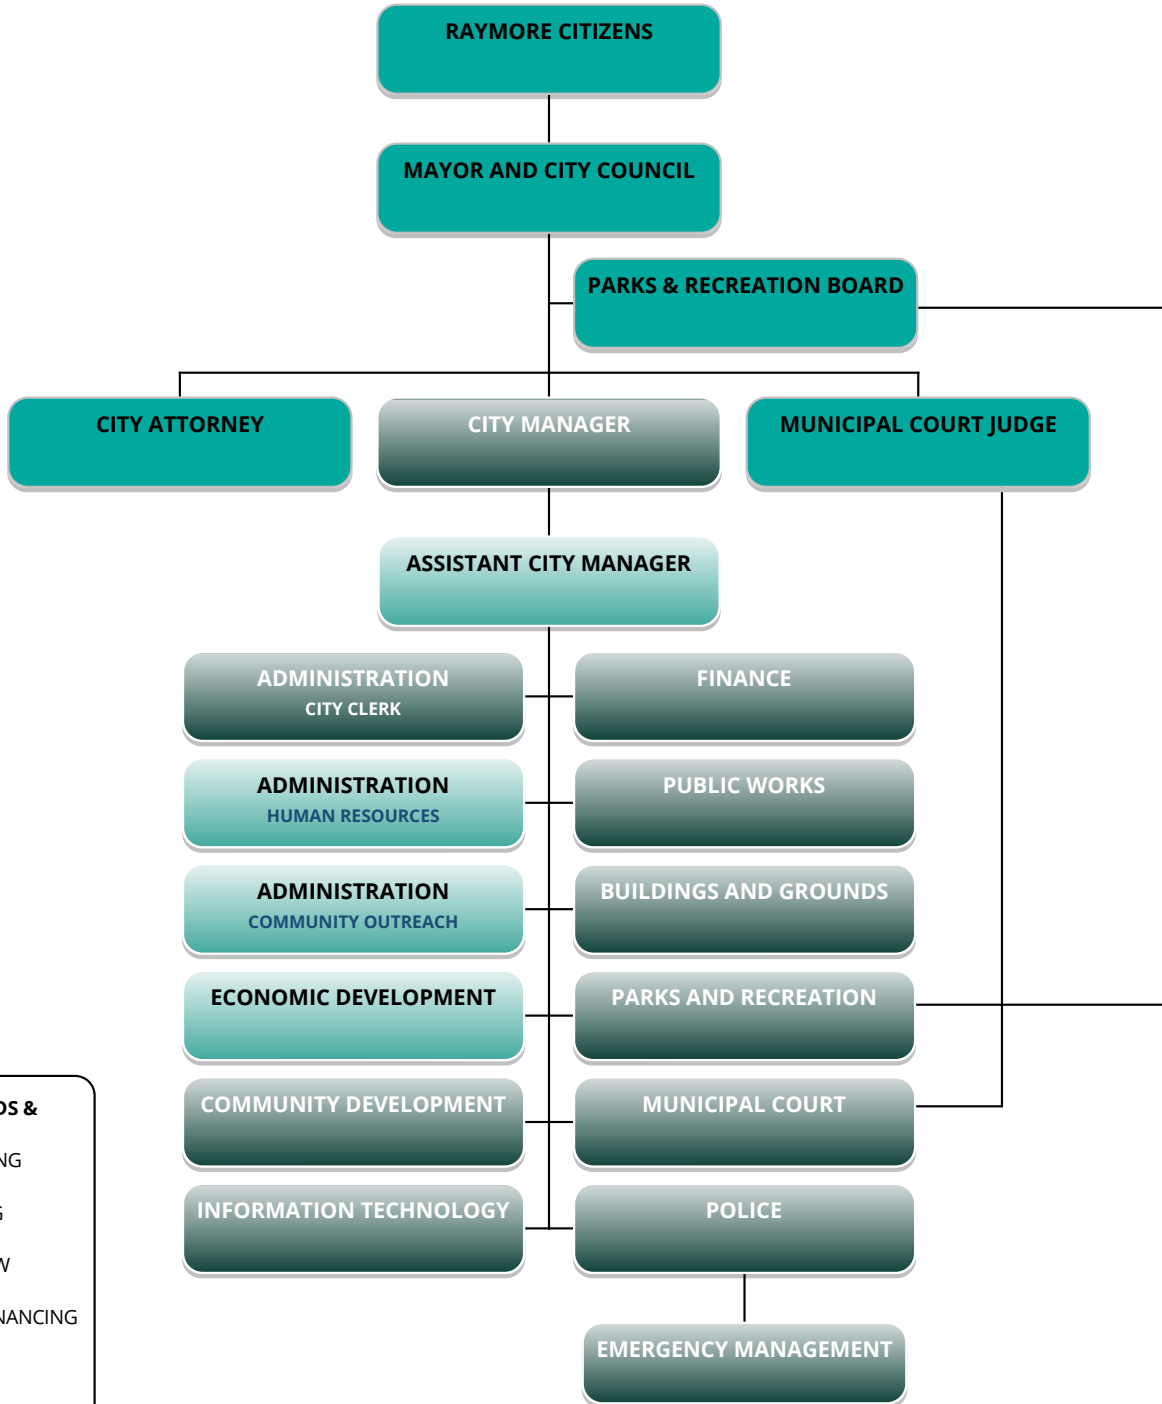 RAYMORE CITIZENS
MAYOR AND CITY COUNCIL
PARKS & RECREATION BOARD
CITY ATTORNEY
CITY MANAGER
MUNICIPAL COURT JUDGE
ASSISTANT CITY MANAGER
ADMINISTRATION
CITY CLERK
FINANCE
ADMINISTRATION
HUMAN RESOURCES
PUBLIC WORKS
ADMINISTRATION
COMMUNITY OUTREACH
BUILDINGS AND GROUNDS
ECONOMIC DEVELOPMENT
PARKS AND RECREATION
COMMUNITY DEVELOPMENT
MUNICIPAL COURT
INFORMATION TECHNOLOGY
POLICE
EMERGENCY MANAGEMENT
&